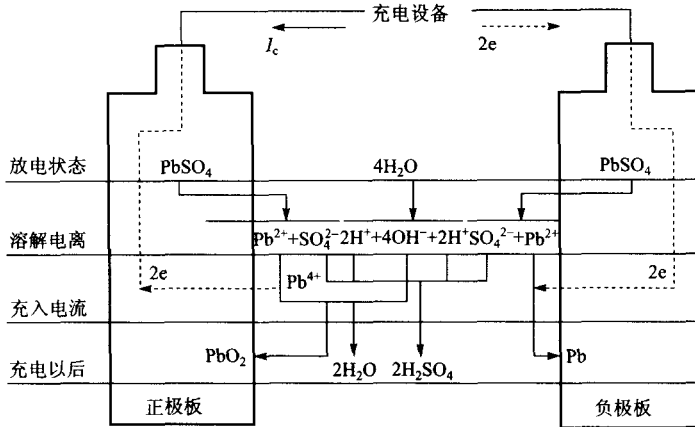 充电设备
I_c 2e
放电状态 PbSO₄ 4H₂O PbSO₄
溶解电离 Pb²⁺+SO₄²⁻2H⁺+4OH⁻+2H⁺SO₄²⁻+Pb²⁺
2e Pb⁴⁺ 2e
充入电流
PbO₂ Pb
充电以后 2H₂O 2H₂SO₄
正极板 负极板